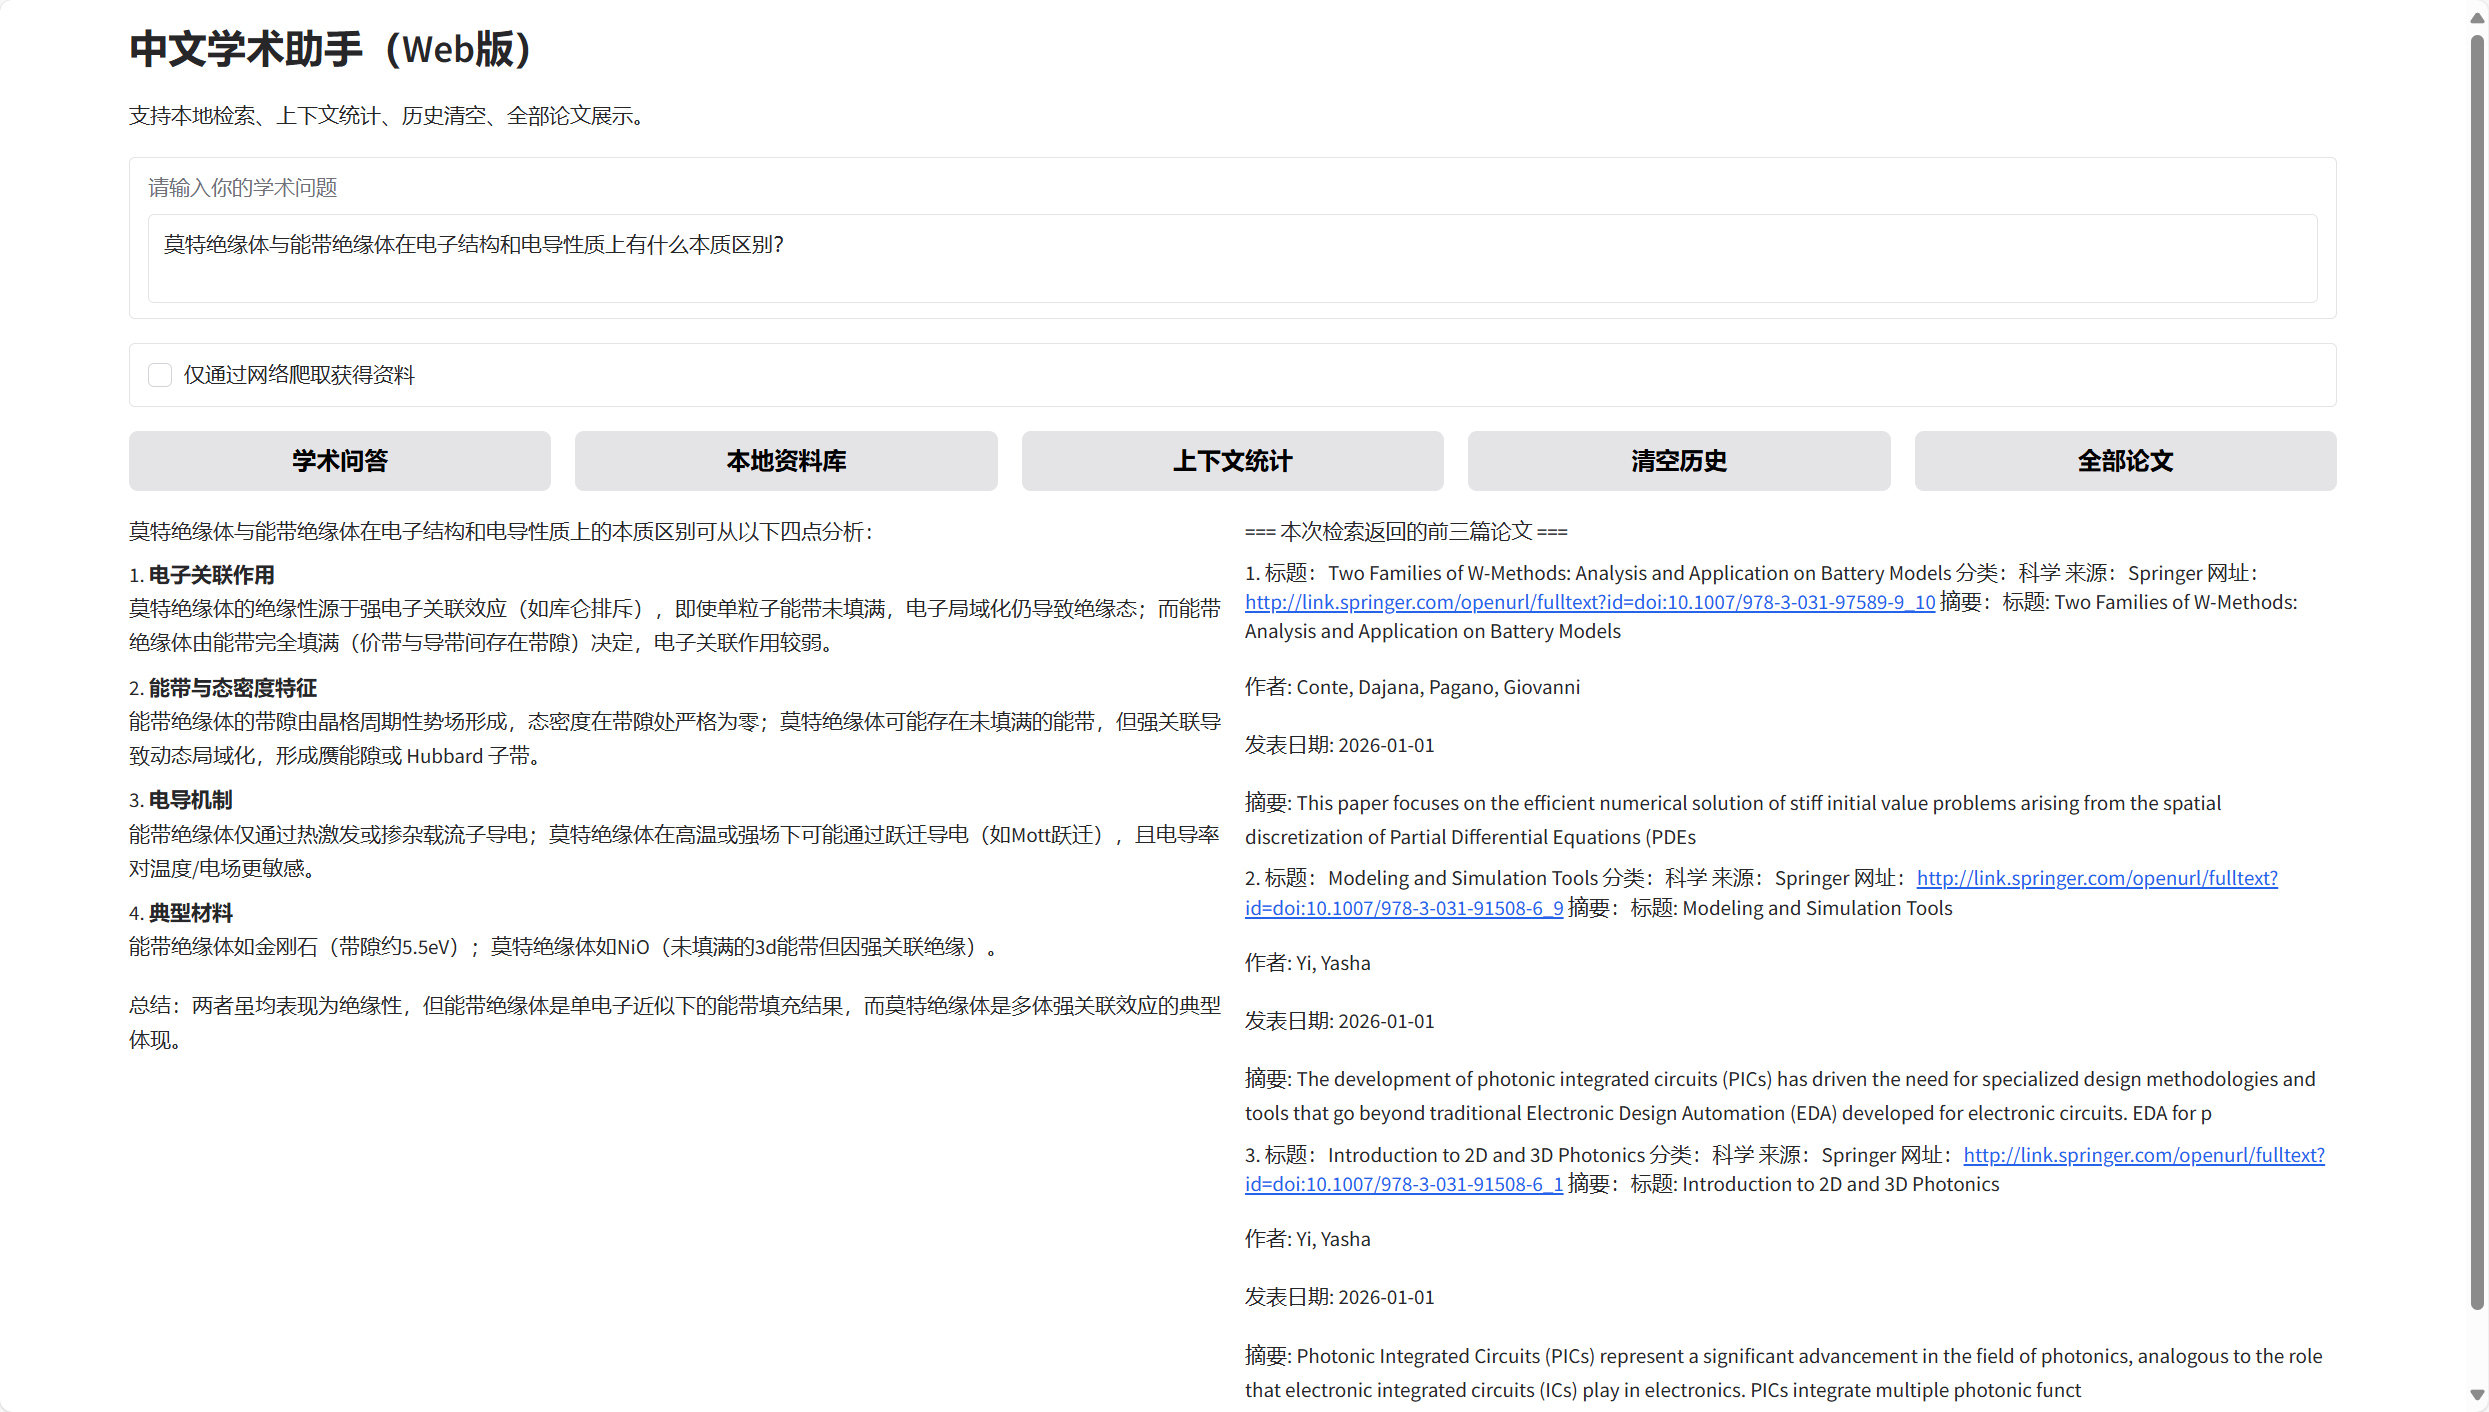 中文学术助手（Web版）
支持本地检索、上下文统计、历史清空、全部论文展示。
请输入你的学术问题
莫特绝缘体与能带绝缘体在电子结构和电导性质上有什么本质区别？
仅通过网络爬取获得资料
学术问答
本地资料库
上下文统计
清空历史
全部论文
莫特绝缘体与能带绝缘体在电子结构和电导性质上的本质区别可从以下四点分析：
1. 电子关联作用
莫特绝缘体的绝缘性源于强电子关联效应（如库仑排斥），即使单粒子能带未填满，电子局域化仍导致绝缘态；而能带
绝缘体由能带完全填满（价带与导带间存在带隙）决定，电子关联作用较弱。
2. 能带与态密度特征
能带绝缘体的带隙由晶格周期性势场形成，态密度在带隙处严格为零；莫特绝缘体可能存在未填满的能带，但强关联导
致动态局域化，形成赝能隙或 Hubbard 子带。
3. 电导机制
能带绝缘体仅通过热激发或掺杂载流子导电；莫特绝缘体在高温或强场下可能通过跃迁导电（如Mott跃迁），且电导率
对温度/电场更敏感。
4. 典型材料
能带绝缘体如金刚石（带隙约5.5eV）；莫特绝缘体如NiO（未填满的3d能带但因强关联绝缘）。
总结：两者虽均表现为绝缘性，但能带绝缘体是单电子近似下的能带填充结果，而莫特绝缘体是多体强关联效应的典型
体现。
=== 本次检索返回的前三篇论文 ===
1. 标题：Two Families of W-Methods: Analysis and Application on Battery Models 分类：科学 来源：Springer 网址：
http://link.springer.com/openurl/fulltext?id=doi:10.1007/978-3-031-97589-9_10 摘要：标题: Two Families of W-Methods:
Analysis and Application on Battery Models
作者: Conte, Dajana, Pagano, Giovanni
发表日期: 2026-01-01
摘要: This paper focuses on the efficient numerical solution of stiff initial value problems arising from the spatial
discretization of Partial Differential Equations (PDEs
2. 标题：Modeling and Simulation Tools 分类：科学 来源：Springer 网址：http://link.springer.com/openurl/fulltext?
id=doi:10.1007/978-3-031-91508-6_9 摘要：标题: Modeling and Simulation Tools
作者: Yi, Yasha
发表日期: 2026-01-01
摘要: The development of photonic integrated circuits (PICs) has driven the need for specialized design methodologies and
tools that go beyond traditional Electronic Design Automation (EDA) developed for electronic circuits. EDA for p
3. 标题：Introduction to 2D and 3D Photonics 分类：科学 来源：Springer 网址：http://link.springer.com/openurl/fulltext?
id=doi:10.1007/978-3-031-91508-6_1 摘要：标题: Introduction to 2D and 3D Photonics
作者: Yi, Yasha
发表日期: 2026-01-01
摘要: Photonic Integrated Circuits (PICs) represent a significant advancement in the field of photonics, analogous to the role
that electronic integrated circuits (ICs) play in electronics. PICs integrate multiple photonic funct